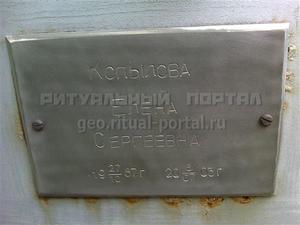 Копылова
РИТУАЛЬНЫЙ ПОРТАЛ
Елена
geo.ritual-portal.ru
Сергеевна